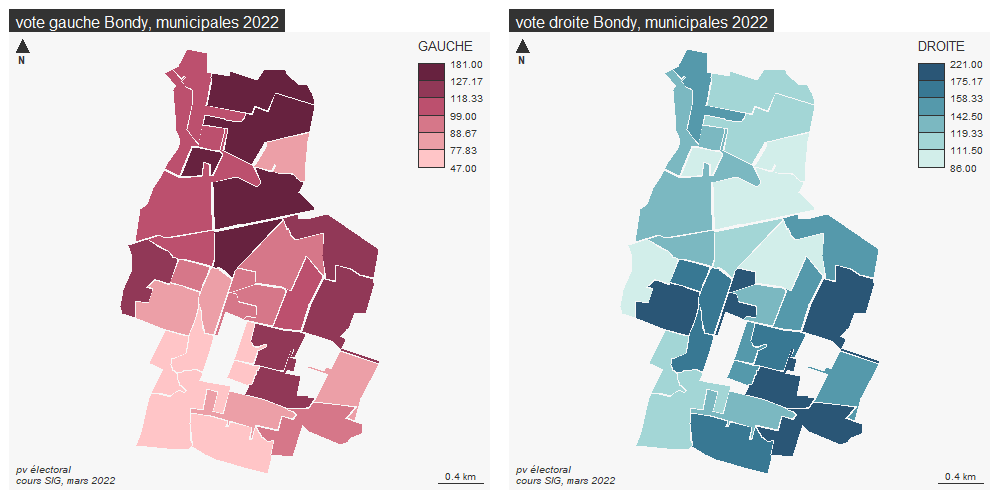 vote gauche Bondy, municipales 2022
N
GAUCHE
181.00
127.17
118.33
99.00
88.67
77.83
47.00
pv électoral
cours SIG, mars 2022
0.4 km
vote droite Bondy, municipales 2022
N
DROITE
221.00
175.17
158.33
142.50
119.33
111.50
86.00
pv électoral
cours SIG, mars 2022
0.4 km